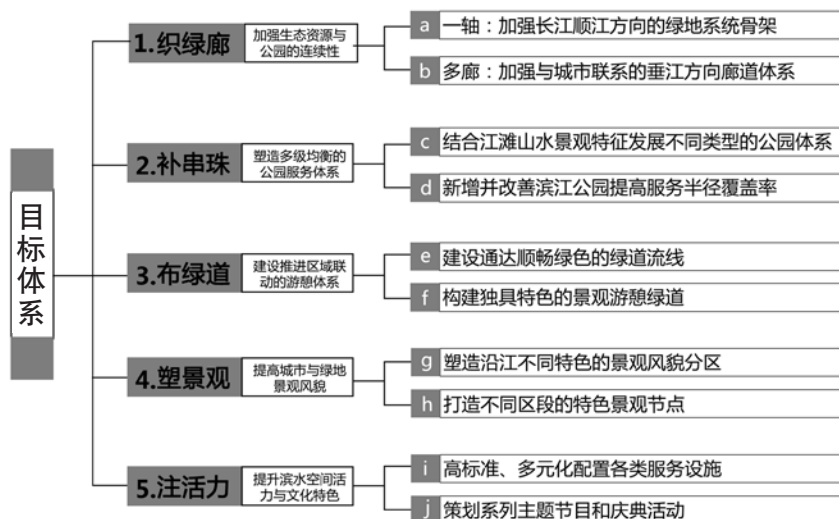 目标体系
1.织绿廊
加强生态资源与
公园的连续性
a 一轴：加强长江顺江方向的绿地系统骨架
b 多廊：加强与城市联系的垂江方向廊道体系
2.补串珠
塑造多级均衡的
公园服务体系
c 结合江滩山水景观特征发展不同类型的公园体系
d 新增并改善滨江公园提高服务半径覆盖率
3.布绿道
建设推进区域联
动的游憩体系
e 建设通达顺畅绿色的绿道流线
f 构建独具特色的景观游憩绿道
4.塑景观
提高城市与绿地
景观风貌
g 塑造沿江不同特色的景观风貌分区
h 打造不同区段的特色景观节点
5.注活力
提升滨水空间活
力与文化特色
i 高标准、多元化配置各类服务设施
j 策划系列主题节目和庆典活动